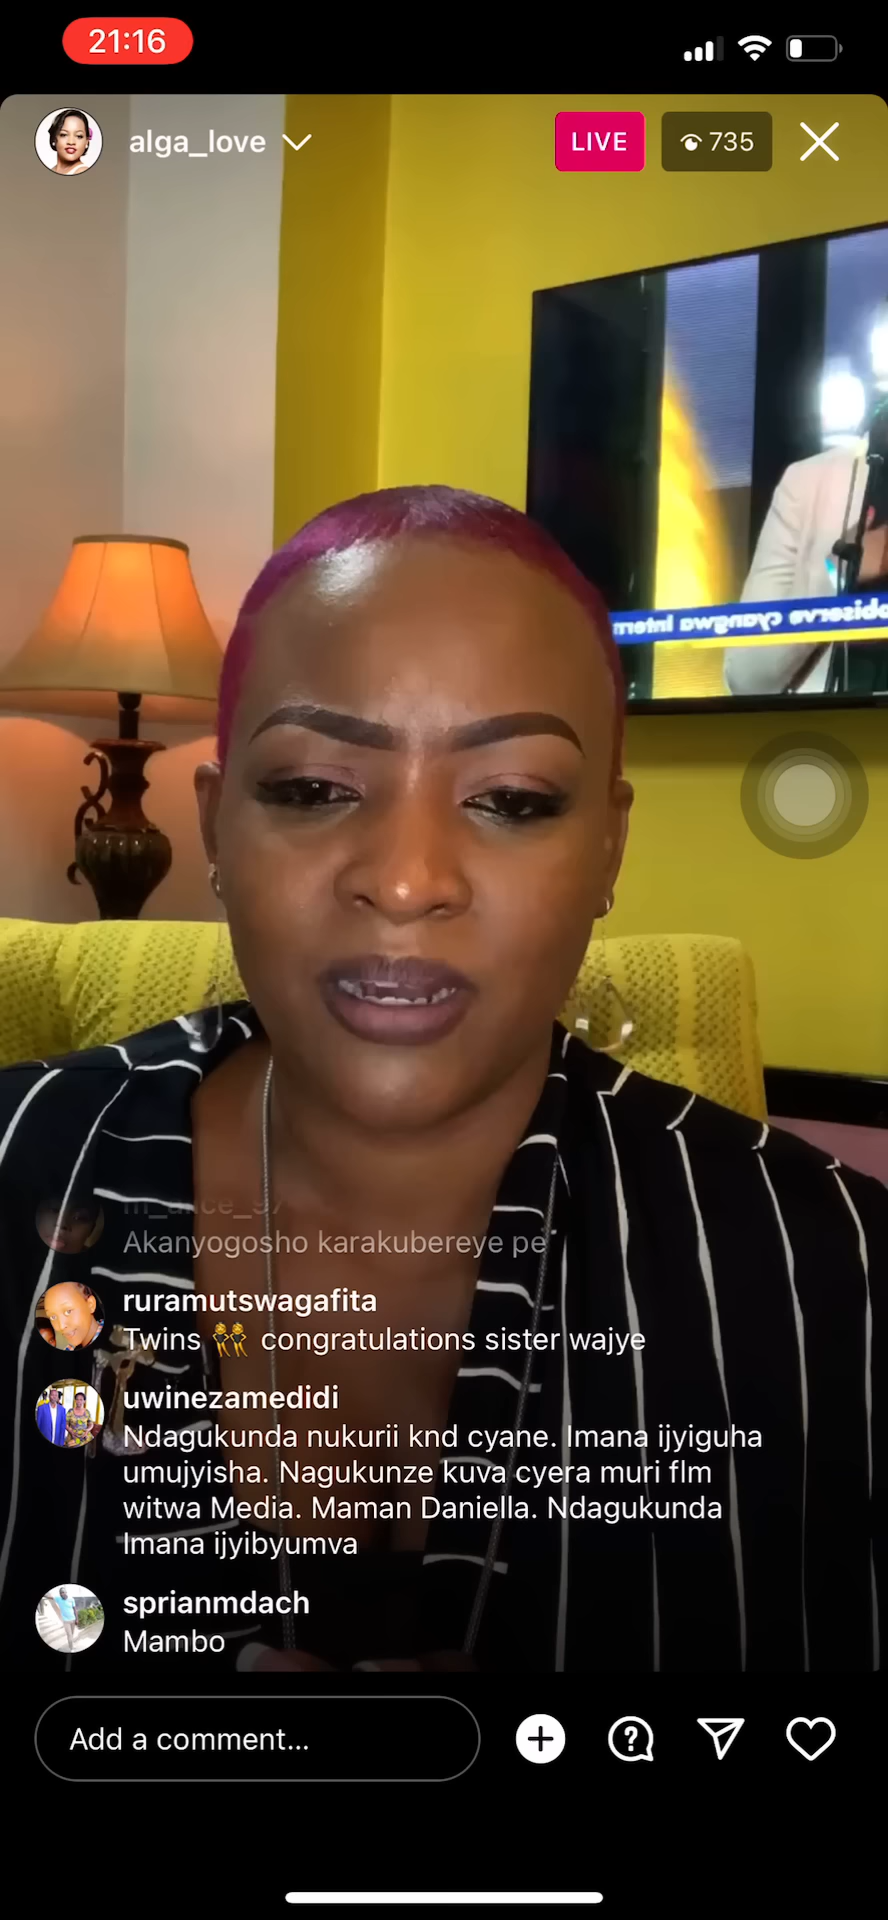 21:16
alga_love
LIVE
735
cyangwa
Akanyogosho karakubereye pe
ruramutswagafita
Twins 👯 congratulations sister wajye
uwinezamedidi
Ndagukunda nukurii knd cyane. Imana ijyiguha
umujyisha. Nagukunze kuva cyera muri flm
witwa Media. Maman Daniella. Ndagukunda
Imana ijyibyumva
sprianmdach
Mambo
Add a comment...